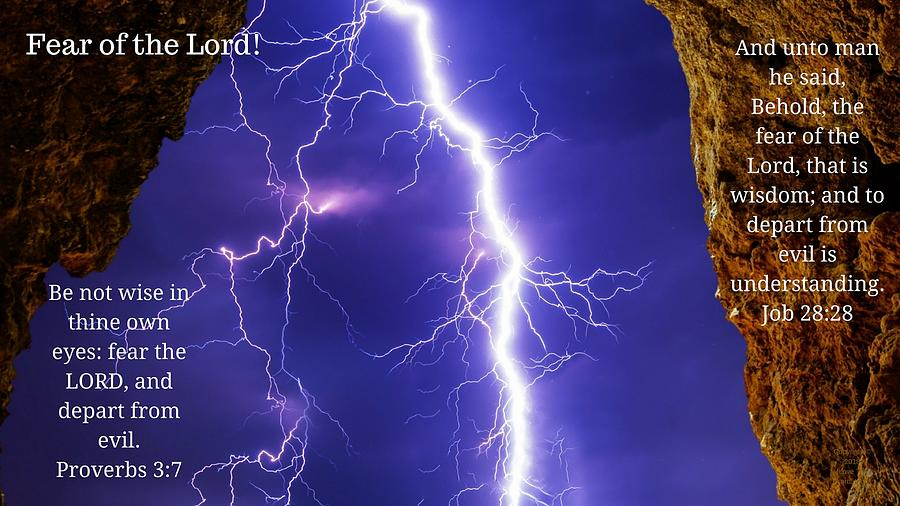 Fear of the Lord!
Be not wise in
thine own
eyes: fear the
LORD, and
depart from
evil.
Proverbs 3:7
And unto man
he said,
Behold, the
fear of the
Lord, that is
wisdom; and to
depart from
evil is
understanding.
Job 28:28